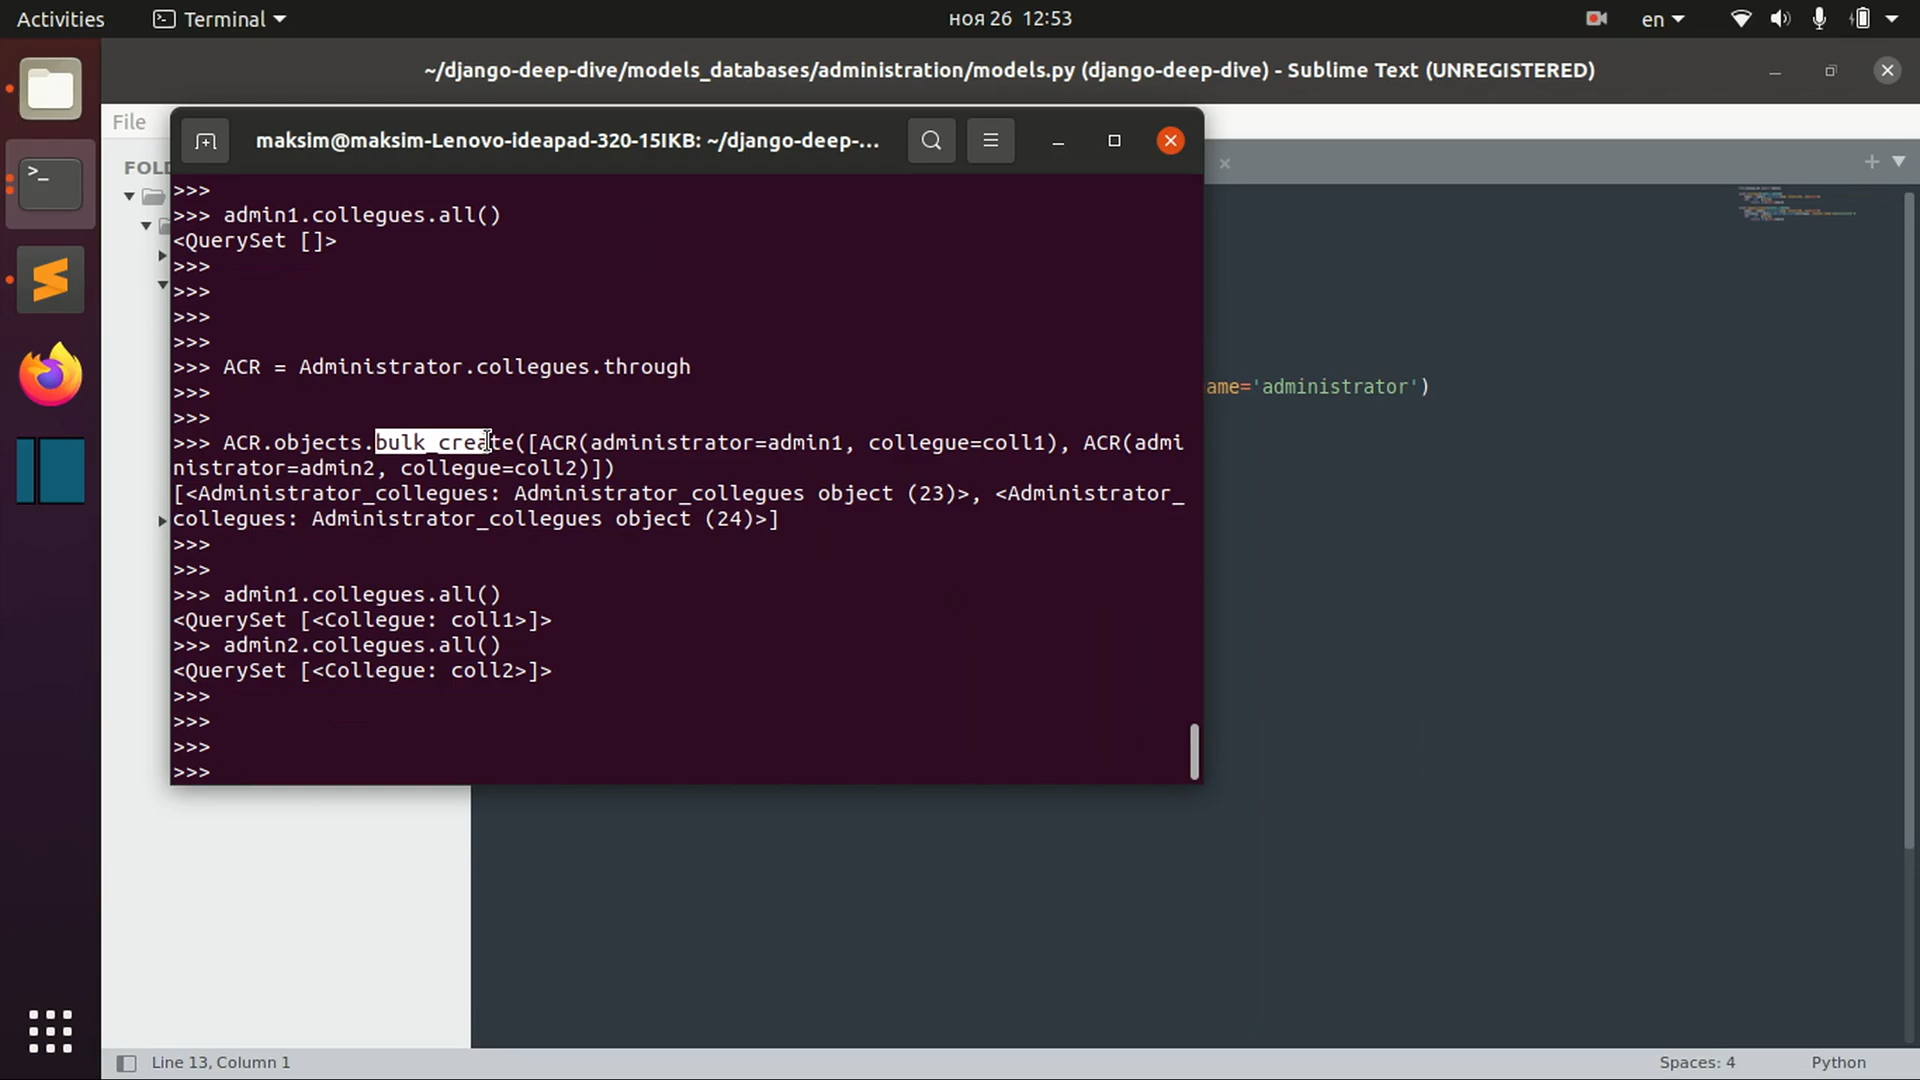 Activities
Terminal
ноя 26 12:53
en
~/django-deep-dive/models_databases/administration/models.py (django-deep-dive) - Sublime Text (UNREGISTERED)
File
maksim@maksim-Lenovo-ideapad-320-15IKB: ~/django-deep-...
FOL
>>>
>>> admin1.collegues.all()
<QuerySet []>
>>>
>>>
>>>
>>>
>>> ACR = Administrator.collegues.through
>>>
ame='administrator')
>>>
>>> ACR.objects.bulk_create([ACR(administrator=admin1, collegue=coll1), ACR(admi
nistrator=admin2, collegue=coll2)])
[<Administrator_collegues: Administrator_collegues object (23)>, <Administrator_
collegues: Administrator_collegues object (24)>]
>>>
>>>
>>> admin1.collegues.all()
<QuerySet [<Collegue: coll1>]>
>>> admin2.collegues.all()
<QuerySet [<Collegue: coll2>]>
>>>
>>>
>>>
>>>
Line 13, Column 1
Spaces: 4
Python